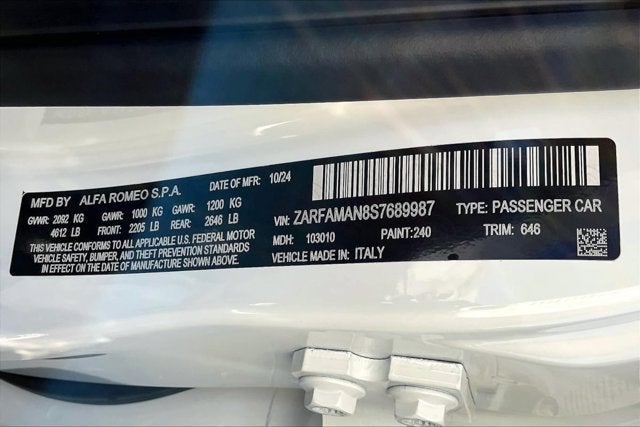 MFD BY ALFA ROMEO S.P.A. DATE OF MFR: 10/24
GVWR: 2092 KG GAWR: 1000 KG GAWR: 1200 KG
4612 LB FRONT: 2205 LB REAR: 2646 LB
THIS VEHICLE CONFORMS TO ALL APPLICABLE U.S. FEDERAL MOTOR
VEHICLE SAFETY, BUMPER, AND THEFT PREVENTION STANDARDS
IN EFFECT ON THE DATE OF MANUFACTURE SHOWN ABOVE.
VIN: ZARFAMAN8S7689987 TYPE: PASSENGER CAR
MDH: 103010 PAINT: 240 TRIM: 646
VEHICLE MADE IN: ITALY